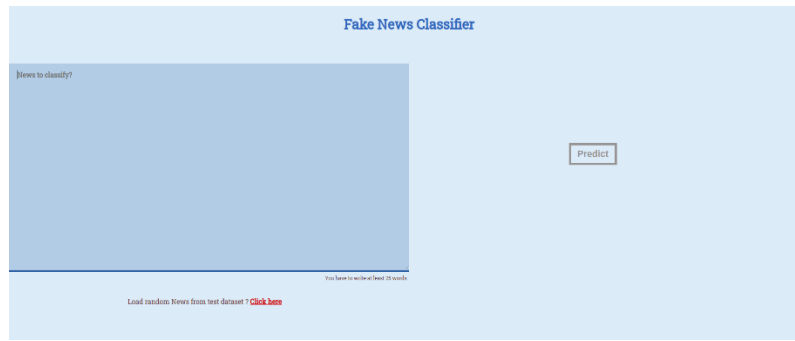 Fake News Classifier
News to classify?
Predict
You have to write at least 25 words
Load random News from test dataset ? Click here